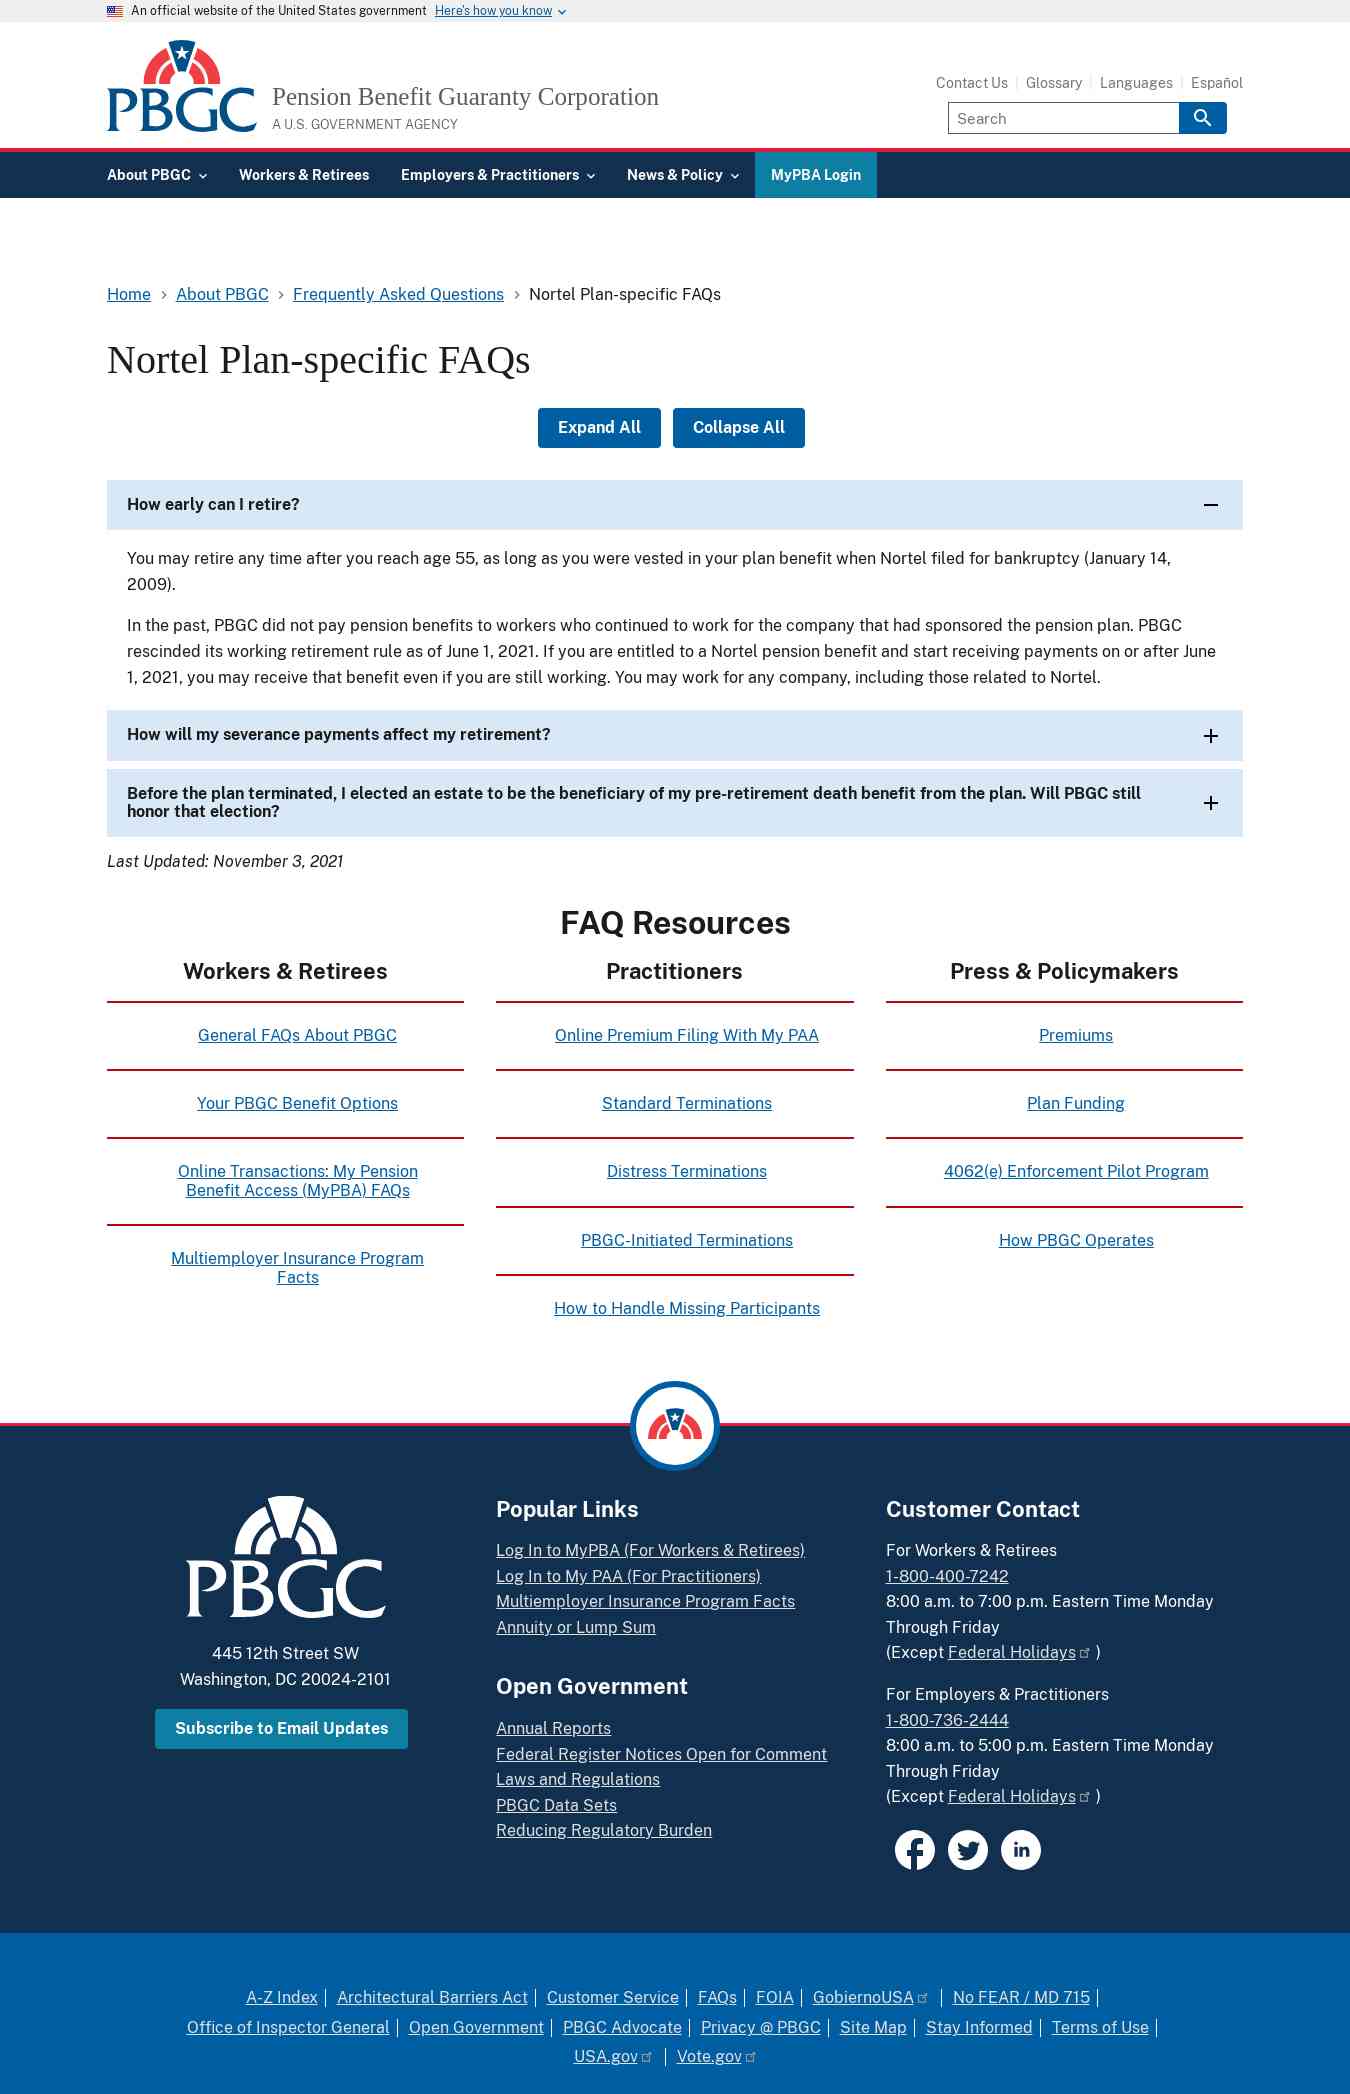 An official website of the United States government Here's how you know
PBGC
Pension Benefit Guaranty Corporation
A U.S. GOVERNMENT AGENCY
Contact Us Glossary Languages Español
Search
About PBGC Workers & Retirees Employers & Practitioners News & Policy MyPBA Login
Home About PBGC Frequently Asked Questions Nortel Plan-specific FAQs
Nortel Plan-specific FAQs
Expand All Collapse All
How early can I retire?
You may retire any time after you reach age 55, as long as you were vested in your plan benefit when Nortel filed for bankruptcy (January 14,
2009).
In the past, PBGC did not pay pension benefits to workers who continued to work for the company that had sponsored the pension plan. PBGC
rescinded its working retirement rule as of June 1, 2021. If you are entitled to a Nortel pension benefit and start receiving payments on or after June
1, 2021, you may receive that benefit even if you are still working. You may work for any company, including those related to Nortel.
How will my severance payments affect my retirement?
Before the plan terminated, I elected an estate to be the beneficiary of my pre-retirement death benefit from the plan. Will PBGC still
honor that election?
Last Updated: November 3, 2021
FAQ Resources
Workers & Retirees
General FAQs About PBGC
Your PBGC Benefit Options
Online Transactions: My Pension
Benefit Access (MyPBA) FAQs
Multiemployer Insurance Program
Facts
Practitioners
Online Premium Filing With My PAA
Standard Terminations
Distress Terminations
PBGC-Initiated Terminations
How to Handle Missing Participants
Press & Policymakers
Premiums
Plan Funding
4062(e) Enforcement Pilot Program
How PBGC Operates
PBGC
445 12th Street SW
Washington, DC 20024-2101
Subscribe to Email Updates
Popular Links
Log In to MyPBA (For Workers & Retirees)
Log In to My PAA (For Practitioners)
Multiemployer Insurance Program Facts
Annuity or Lump Sum
Open Government
Annual Reports
Federal Register Notices Open for Comment
Laws and Regulations
PBGC Data Sets
Reducing Regulatory Burden
Customer Contact
For Workers & Retirees
1-800-400-7242
8:00 a.m. to 7:00 p.m. Eastern Time Monday
Through Friday
(Except Federal Holidays )
For Employers & Practitioners
1-800-736-2444
8:00 a.m. to 5:00 p.m. Eastern Time Monday
Through Friday
(Except Federal Holidays )
in
A-Z Index Architectural Barriers Act Customer Service FAQs FOIA GobiernoUSA No FEAR / MD 715
Office of Inspector General Open Government PBGC Advocate Privacy @ PBGC Site Map Stay Informed Terms of Use
USA.gov Vote.gov